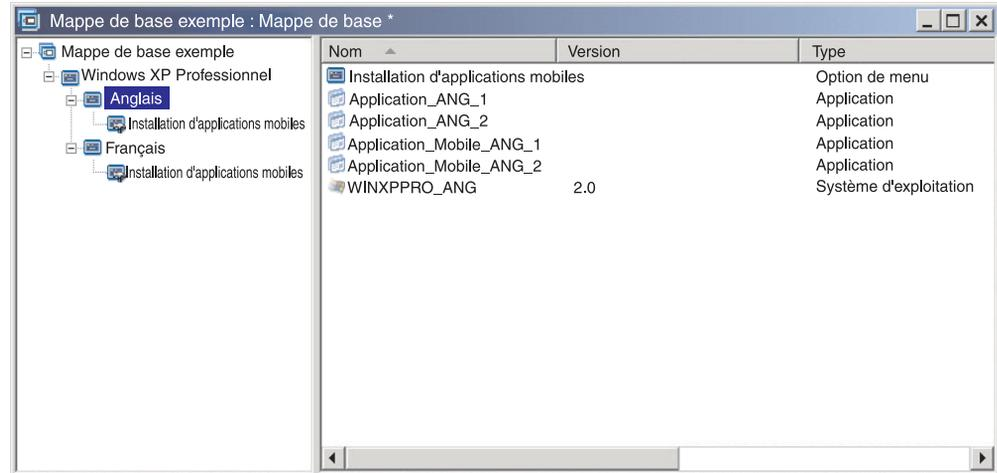 Mappe de base exemple : Mappe de base *
Mappe de base exemple
Windows XP Professionnel
Anglais
Installation d'applications mobiles
Français
Installation d'applications mobiles
Nom Version Type
Installation d'applications mobiles Option de menu
Application_ANG_1 Application
Application_ANG_2 Application
Application_Mobile_ANG_1 Application
Application_Mobile_ANG_2 Application
WINXPPRO_ANG 2.0 Système d'exploitation